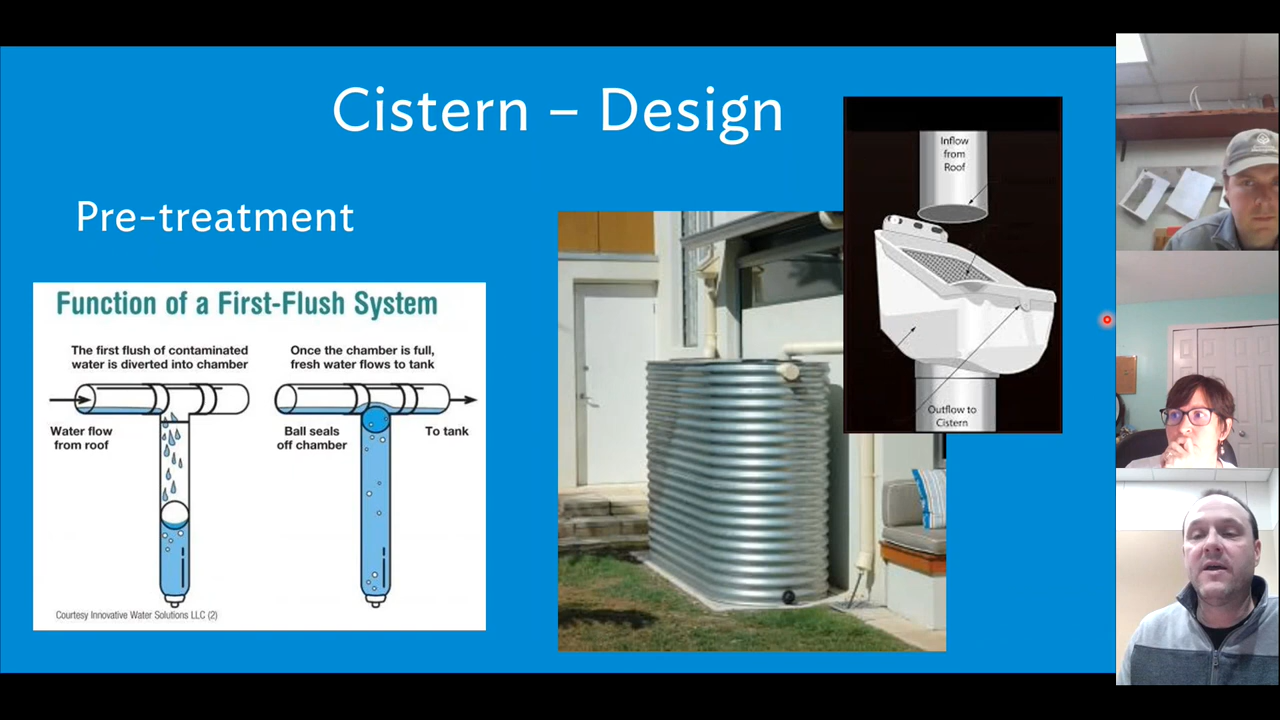 Cistern – Design
Pre-treatment
Function of a First-Flush System
The first flush of contaminated
water is diverted into chamber
Once the chamber is full,
fresh water flows to tank
Water flow
from roof
Ball seals
off chamber
To tank
Courtesy Innovative Water Solutions LLC (2)
Inflow
from
Roof
Outflow to
Cistern